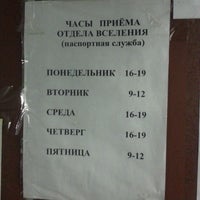 ЧАСЫ ПРИЁМА
ОТДЕЛА ВСЕЛЕНИЯ
(паспортная служба)
ПОНЕДЕЛЬНИК 16-19
ВТОРНИК 9-12
СРЕДА 16-19
ЧЕТВЕРГ 16-19
ПЯТНИЦА 9-12